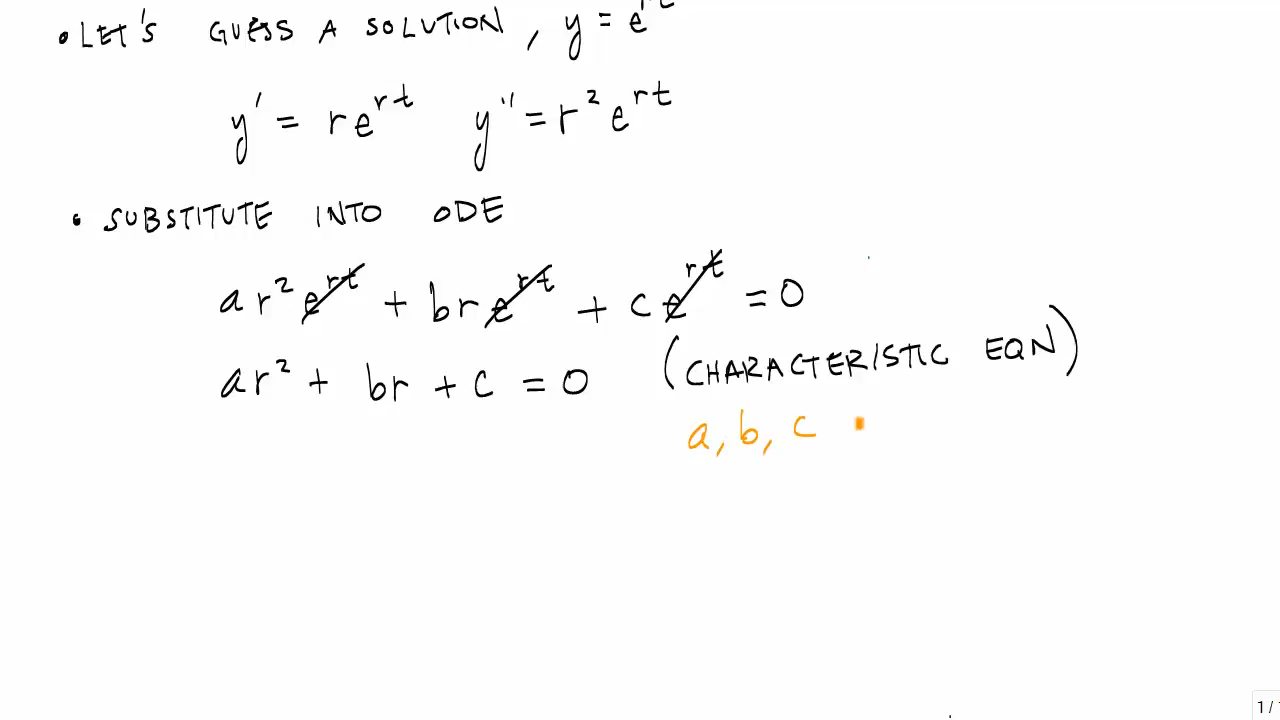 • LET'S GUESS A SOLUTION, y = e^rt
y' = re^rt y'' = r²e^rt
• SUBSTITUTE INTO ODE
ar²e^rt + bre^rt + ce^rt = 0
ar² + br + c = 0 (CHARACTERISTIC EQN)
a, b, c
1/